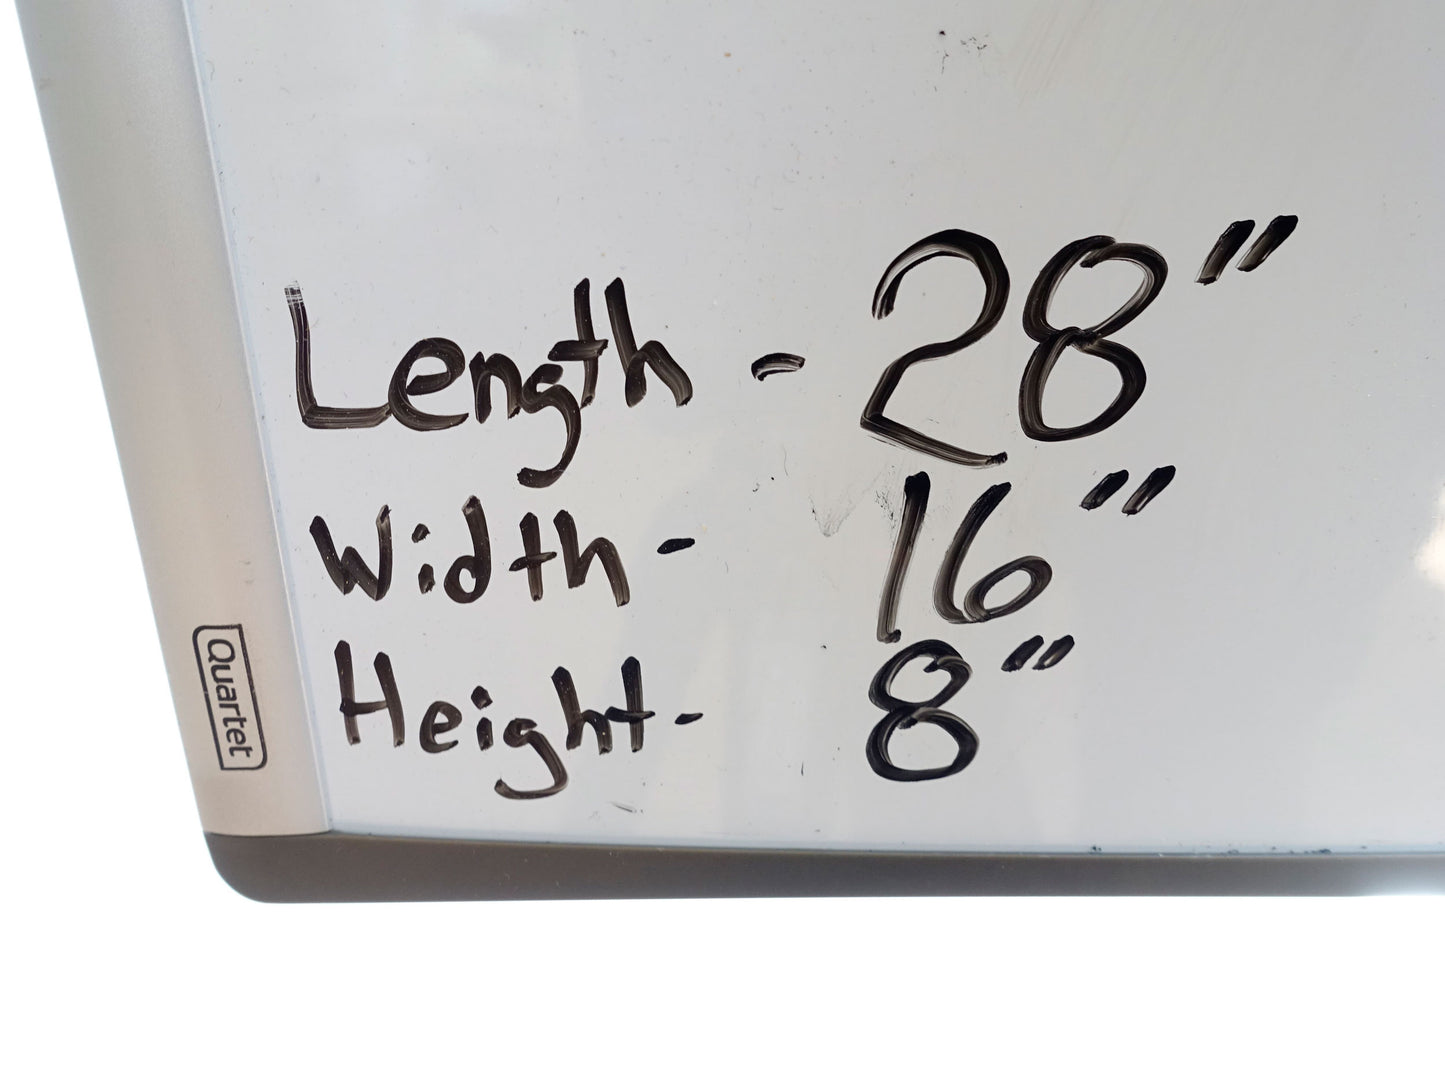 Length - 28"
Width - 16"
Height - 8"
Quartet